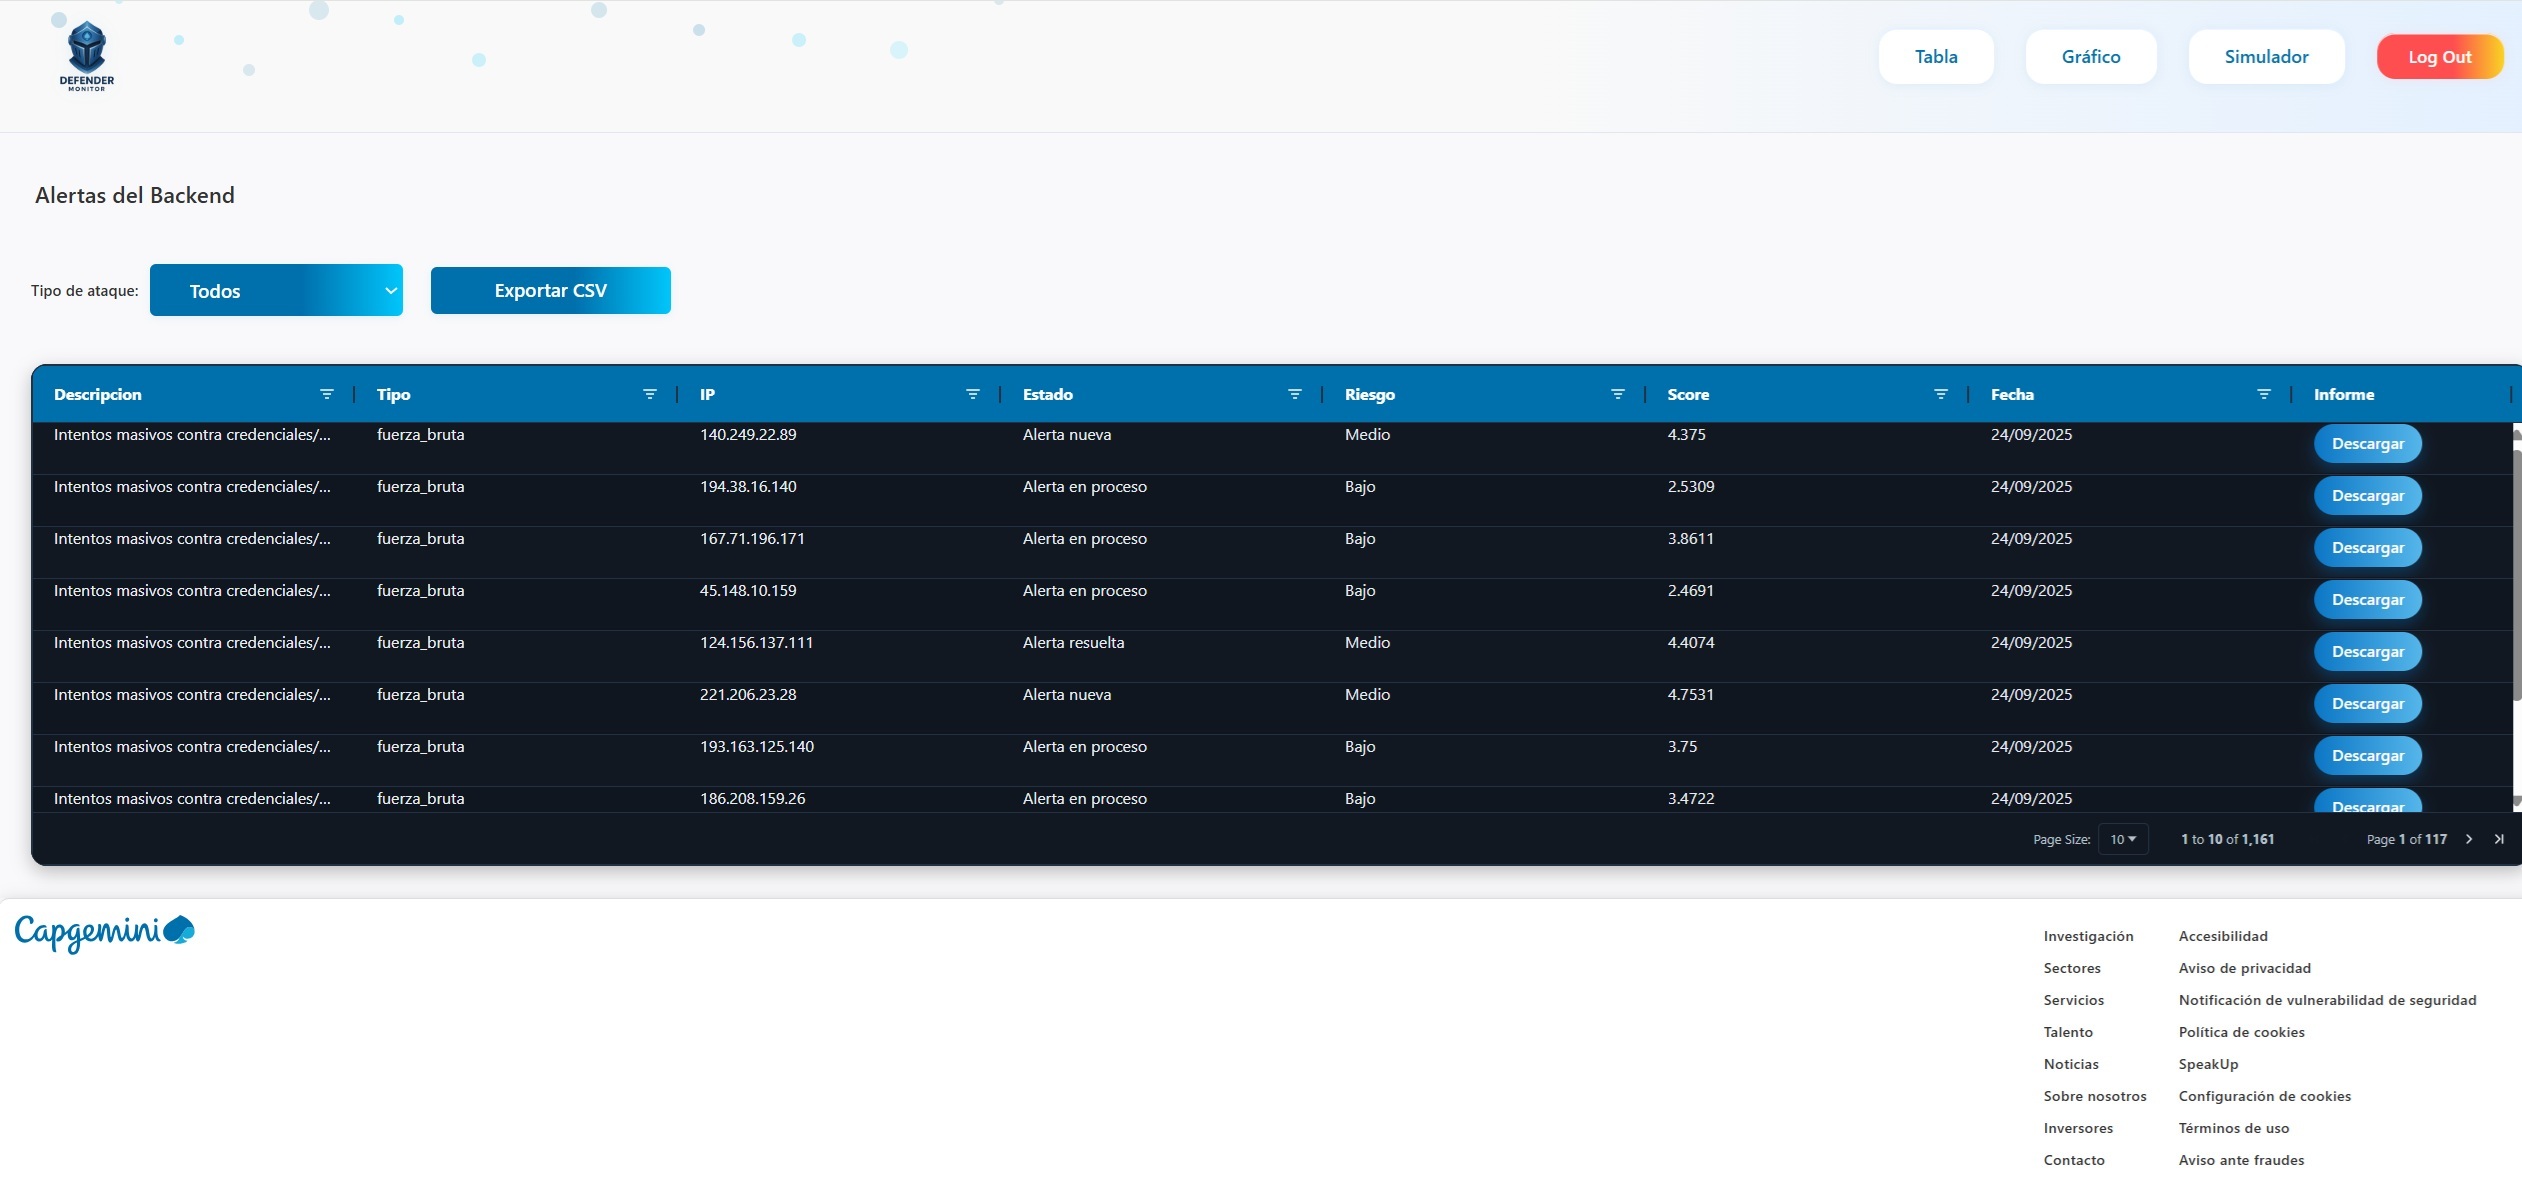 DEFENDER
MONITOR
Tabla
Gráfico
Simulador
Log Out
Alertas del Backend
Tipo de ataque: Todos Exportar CSV
Descripcion Tipo IP Estado Riesgo Score Fecha Informe
Intentos masivos contra credenciales/... fuerza_bruta 140.249.22.89 Alerta nueva Medio 4.375 24/09/2025 Descargar
Intentos masivos contra credenciales/... fuerza_bruta 194.38.16.140 Alerta en proceso Bajo 2.5309 24/09/2025 Descargar
Intentos masivos contra credenciales/... fuerza_bruta 167.71.196.171 Alerta en proceso Bajo 3.8611 24/09/2025 Descargar
Intentos masivos contra credenciales/... fuerza_bruta 45.148.10.159 Alerta en proceso Bajo 2.4691 24/09/2025 Descargar
Intentos masivos contra credenciales/... fuerza_bruta 124.156.137.111 Alerta resuelta Medio 4.4074 24/09/2025 Descargar
Intentos masivos contra credenciales/... fuerza_bruta 221.206.23.28 Alerta nueva Medio 4.7531 24/09/2025 Descargar
Intentos masivos contra credenciales/... fuerza_bruta 193.163.125.140 Alerta en proceso Bajo 3.75 24/09/2025 Descargar
Intentos masivos contra credenciales/... fuerza_bruta 186.208.159.26 Alerta en proceso Bajo 3.4722 24/09/2025 Descargar
Page Size: 10 1 to 10 of 1,161 Page 1 of 117
Capgemini
Investigación
Sectores
Servicios
Talento
Noticias
Sobre nosotros
Inversores
Contacto
Accesibilidad
Aviso de privacidad
Notificación de vulnerabilidad de seguridad
Política de cookies
SpeakUp
Configuración de cookies
Términos de uso
Aviso ante fraudes